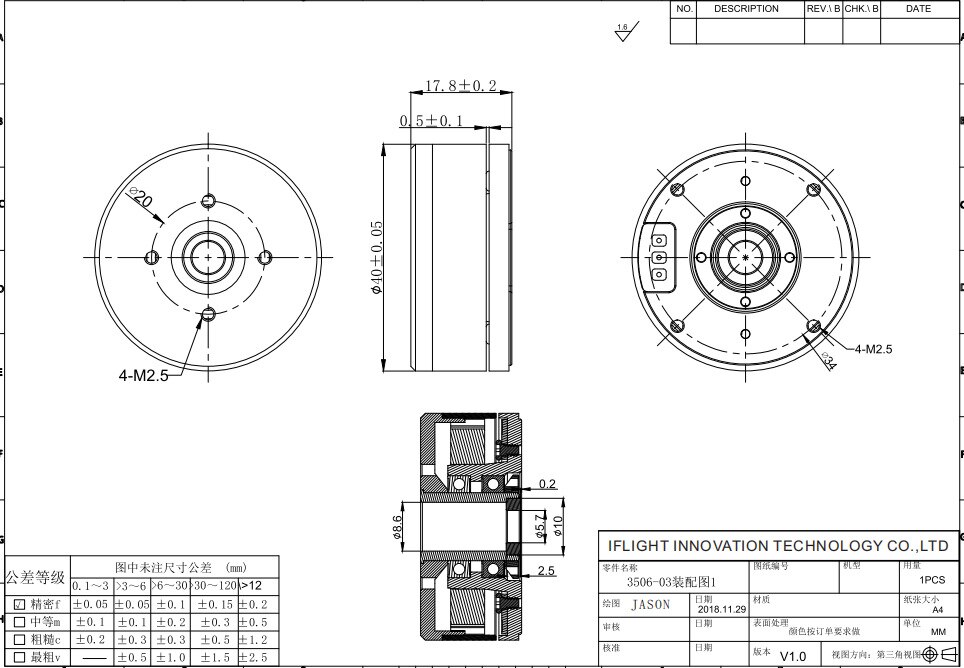 NO. DESCRIPTION REV.\ B CHK.\ B DATE
1.6
17.8±0.2
0.5±0.1
⌀20
ϕ40±0.05
4-M2.5
4-M2.5
⌀34
0.2
ϕ8.6
ϕ5.7
ϕ10
2.5
公差等级 图中未注尺寸公差 (mm)
0.1~3 >3~6 >6~30 >30~120 >12
精密f ±0.05 ±0.05 ±0.1 ±0.15 ±0.2
中等m ±0.1 ±0.1 ±0.2 ±0.3 ±0.5
粗糙c ±0.2 ±0.3 ±0.3 ±0.5 ±1.2
最粗v — ±0.5 ±1.0 ±1.5 ±2.5
IFLIGHT INNOVATION TECHNOLOGY CO.,LTD
零件名称 图纸编号 机型 用量
3506-03装配图1 1PCS
绘图 JASON 日期 材质 纸张大小
2018.11.29 A4
审核 日期 表面处理 单位
颜色按订单要求做 MM
核准 日期 版本 V1.0 视图方向: 第三角视图